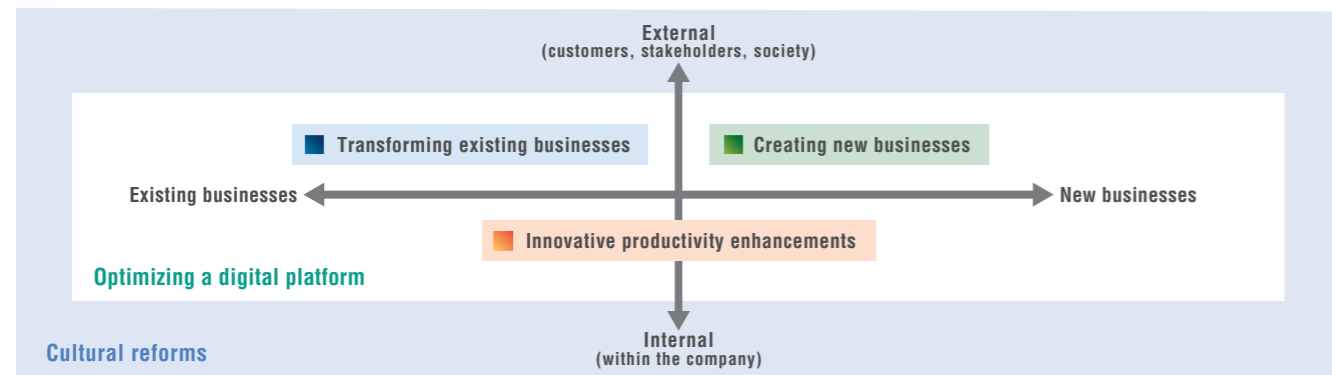 External
(customers, stakeholders, society)
Transforming existing businesses
Creating new businesses
Existing businesses
New businesses
Innovative productivity enhancements
Optimizing a digital platform
Internal
(within the company)
Cultural reforms